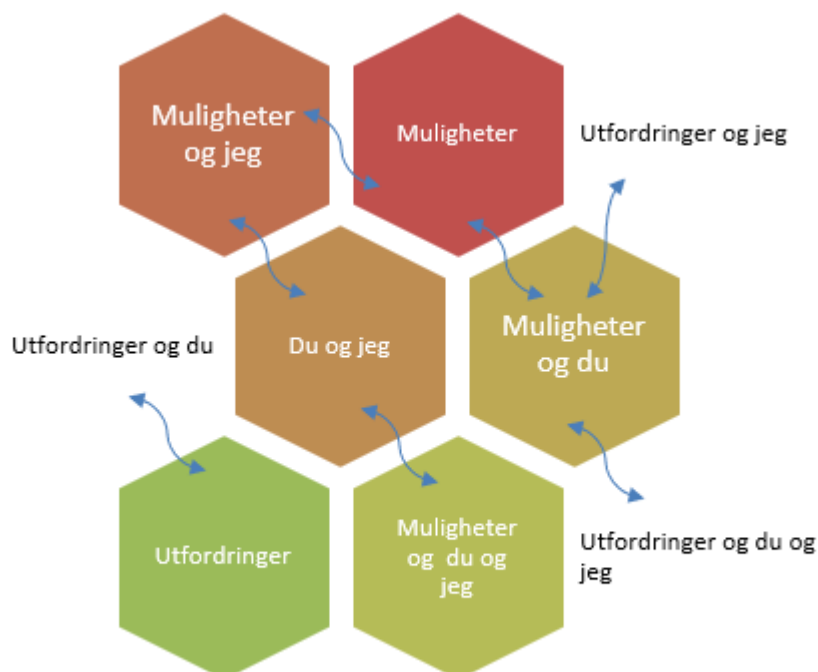 Muligheter
og jeg
Muligheter
Utfordringer og jeg
Utfordringer og du
Du og jeg
Muligheter
og du
Utfordringer
Muligheter
og du og
jeg
Utfordringer og du og
jeg